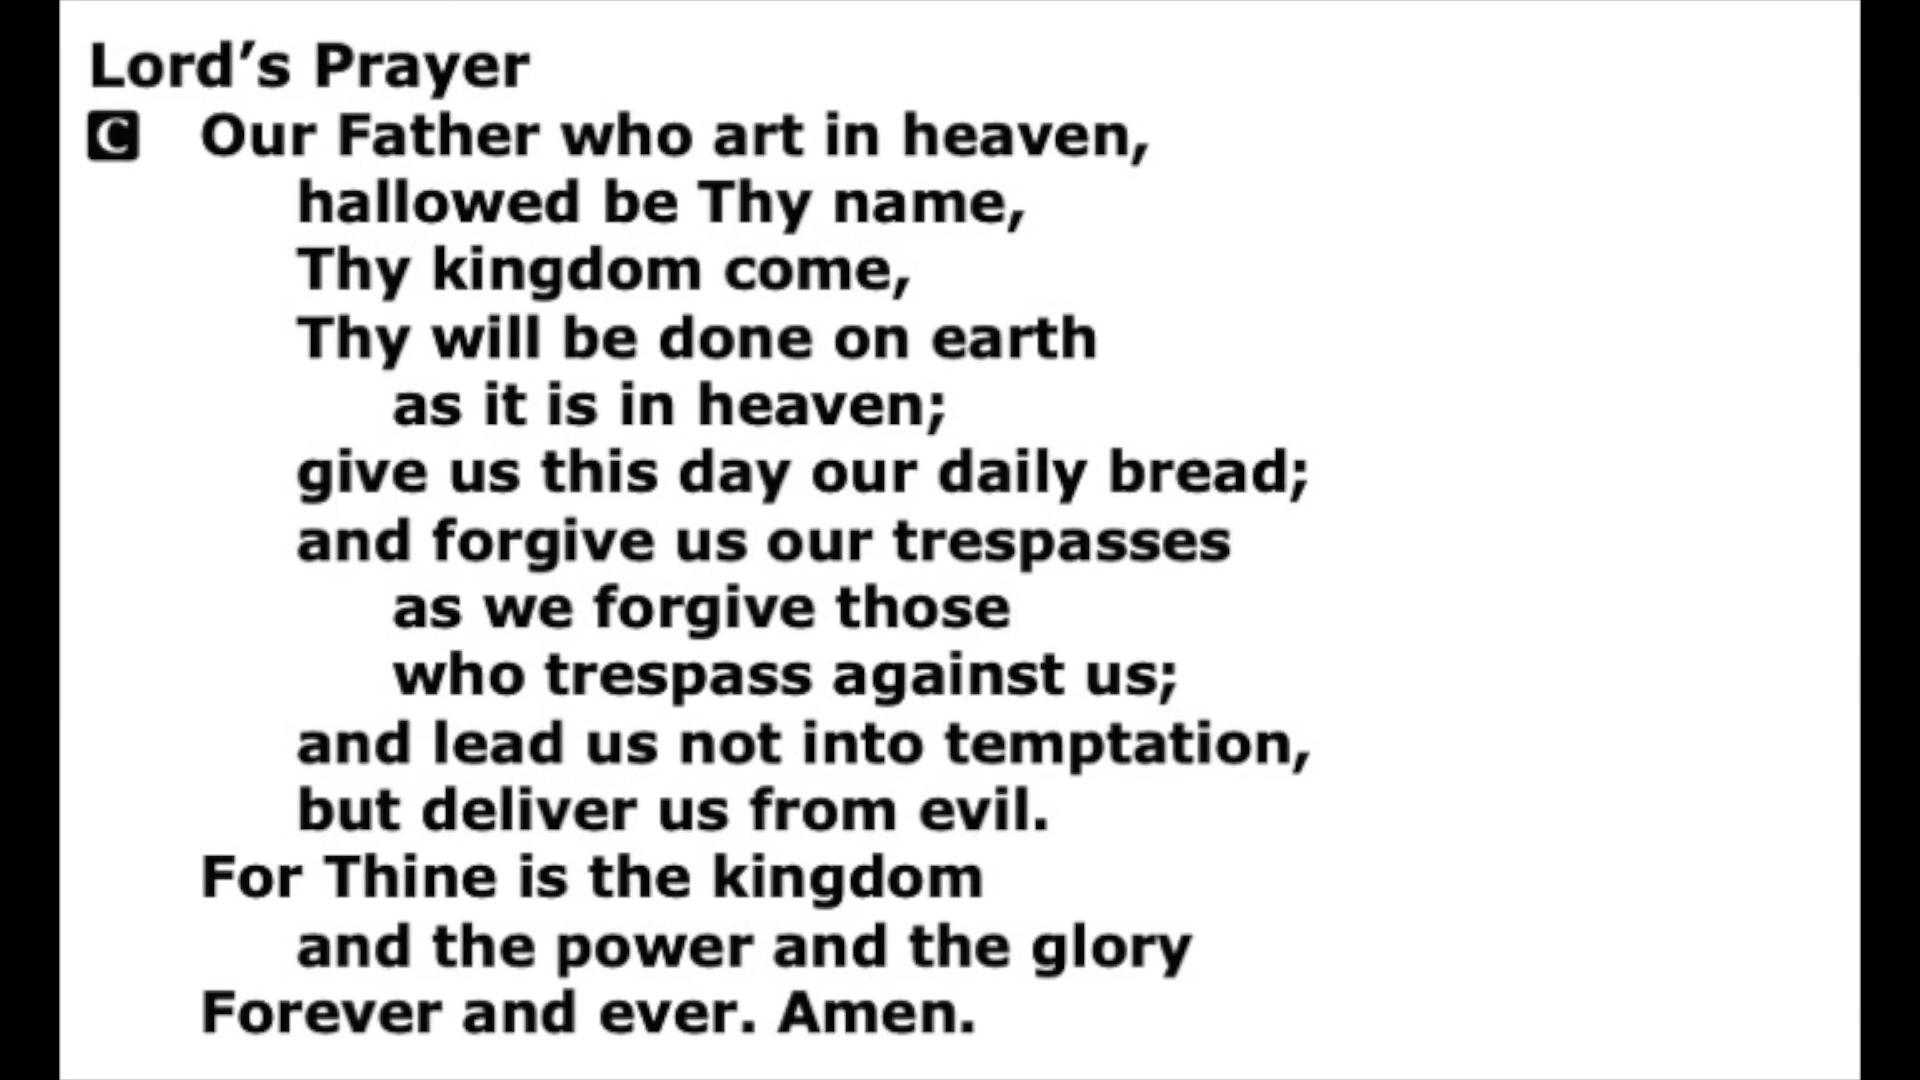 Lord’s Prayer
C Our Father who art in heaven,
hallowed be Thy name,
Thy kingdom come,
Thy will be done on earth
as it is in heaven;
give us this day our daily bread;
and forgive us our trespasses
as we forgive those
who trespass against us;
and lead us not into temptation,
but deliver us from evil.
For Thine is the kingdom
and the power and the glory
Forever and ever. Amen.